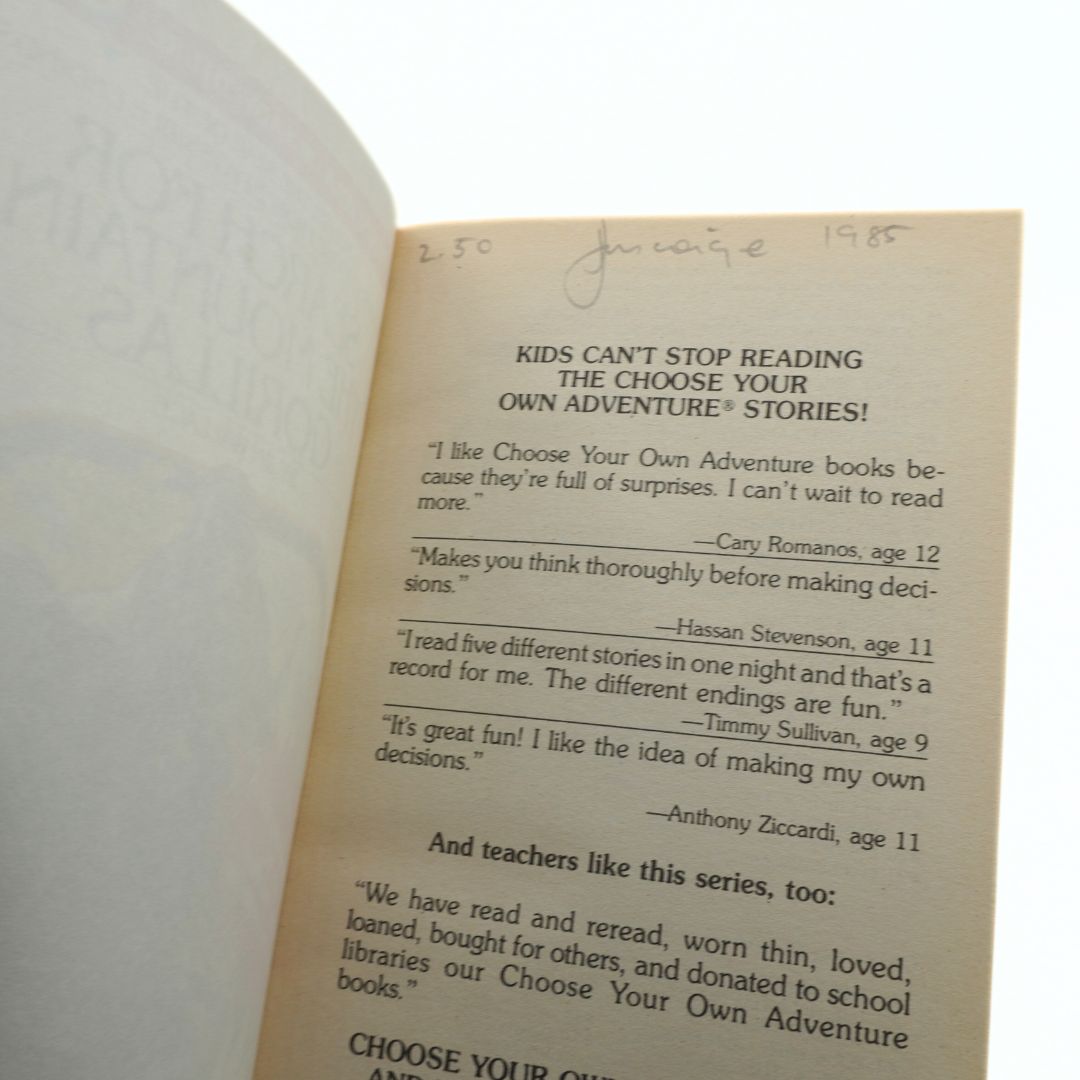 2.50 1985
KIDS CAN'T STOP READING
THE CHOOSE YOUR
OWN ADVENTURE® STORIES!
“I like Choose Your Own Adventure books be-
cause they're full of surprises. I can't wait to read
more.”
—Cary Romanos, age 12
“Makes you think thoroughly before making deci-
sions.”
—Hassan Stevenson, age 11
“I read five different stories in one night and that's a
record for me. The different endings are fun.”
—Timmy Sullivan, age 9
“It's great fun! I like the idea of making my own
decisions.”
—Anthony Ziccardi, age 11
And teachers like this series, too:
“We have read and reread, worn thin, loved,
loaned, bought for others, and donated to school
libraries our Choose Your Own Adventure
books.”
CHOOSE YOUR OWN
AND